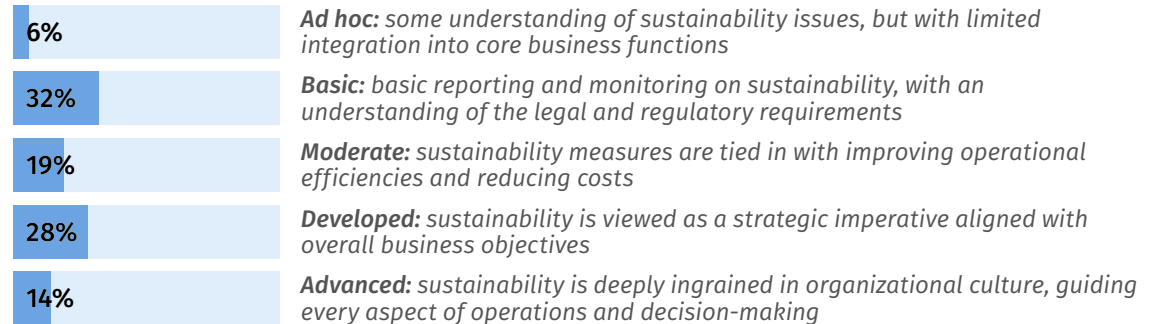 6%
Ad hoc: some understanding of sustainability issues, but with limited
integration into core business functions
32%
Basic: basic reporting and monitoring on sustainability, with an
understanding of the legal and regulatory requirements
19%
Moderate: sustainability measures are tied in with improving operational
efficiencies and reducing costs
28%
Developed: sustainability is viewed as a strategic imperative aligned with
overall business objectives
14%
Advanced: sustainability is deeply ingrained in organizational culture, guiding
every aspect of operations and decision-making